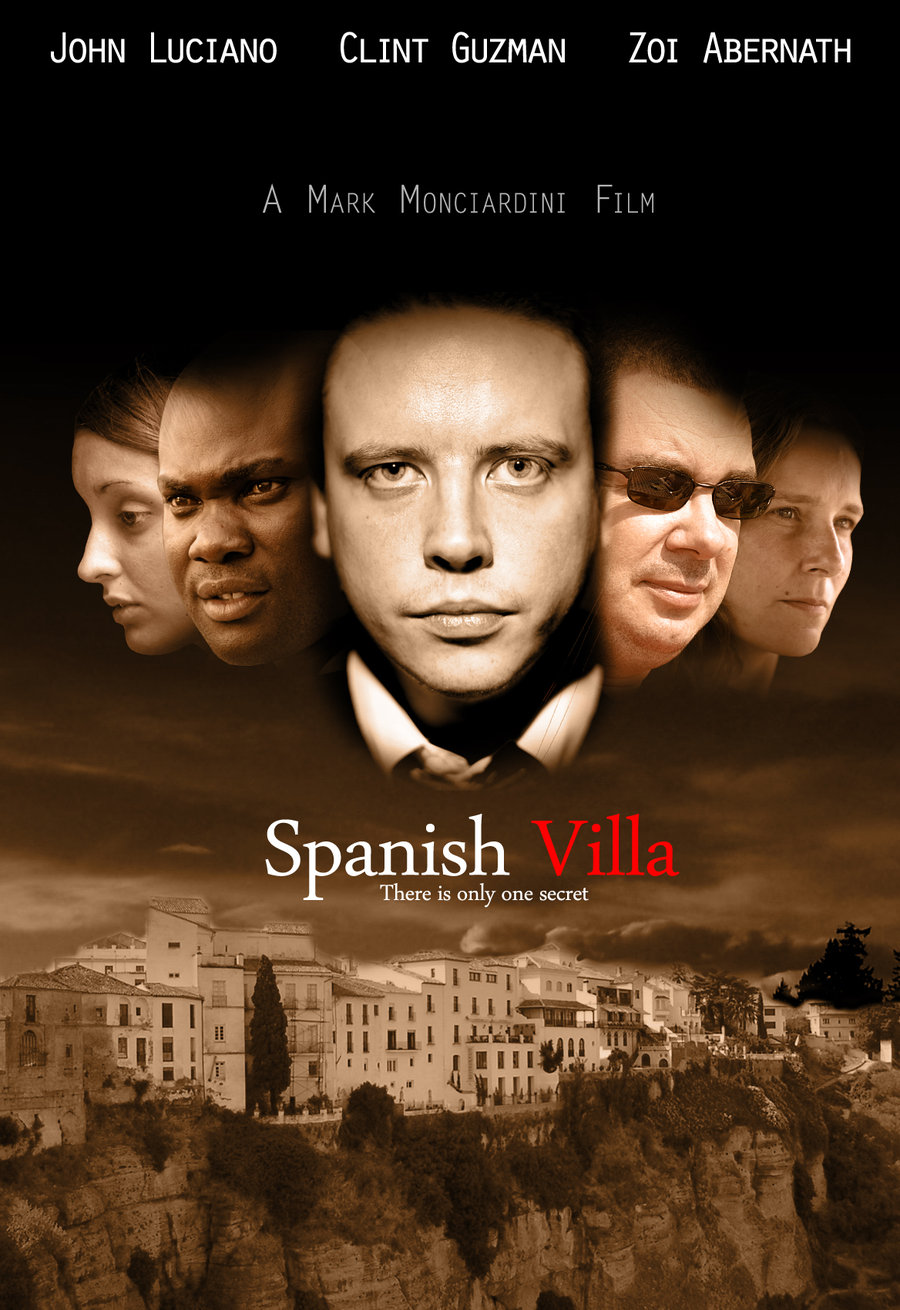 John Luciano Clint Guzman Zoi Abernath
A Mark Monciardini Film
Spanish Villa
There is only one secret